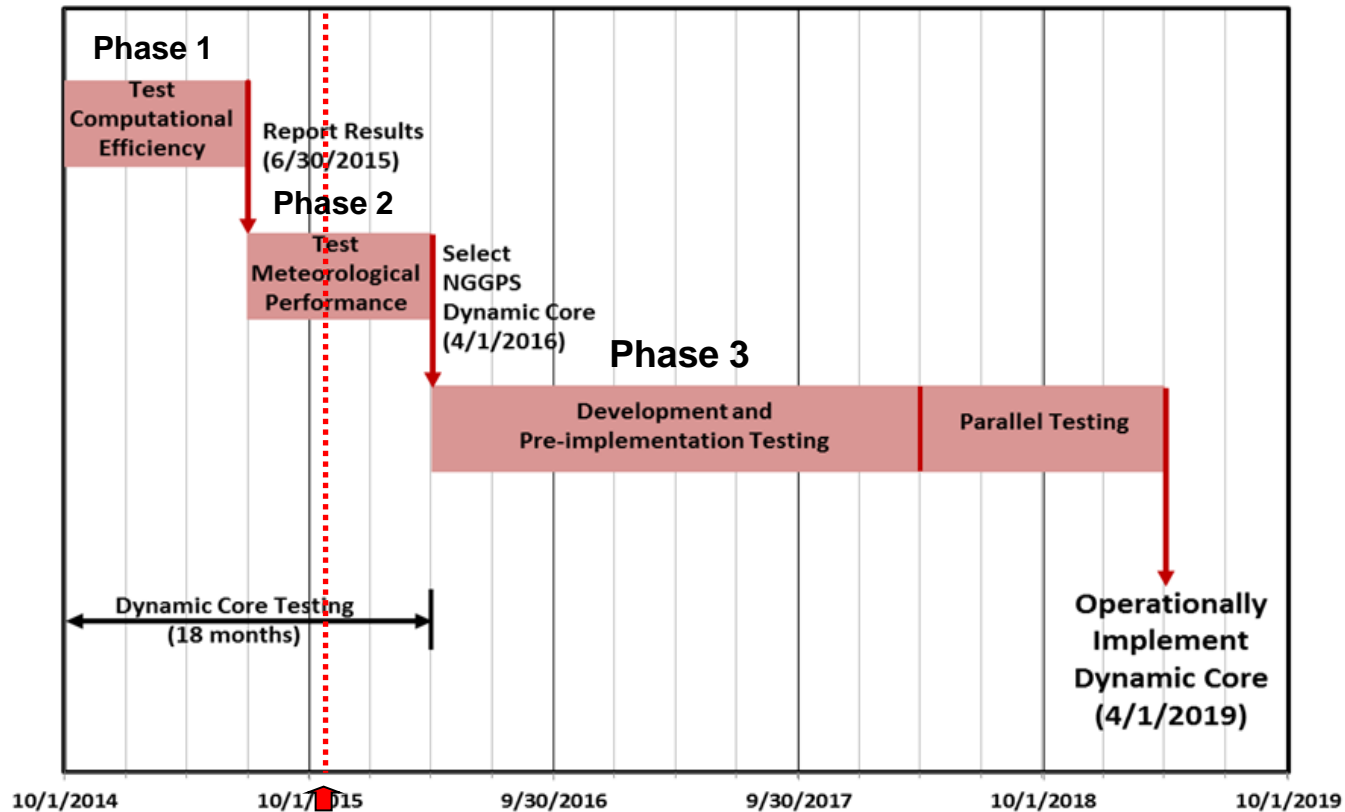 Phase 1
Test
Computational
Efficiency
Report Results
(6/30/2015)
Phase 2
Test
Meteorological
Performance
Select
NGGPS
Dynamic Core
(4/1/2016)
Phase 3
Development and
Pre-implementation Testing
Parallel Testing
Dynamic Core Testing
(18 months)
Operationally
Implement
Dynamic Core
(4/1/2019)
10/1/2014 10/1/2015 9/30/2016 9/30/2017 10/1/2018 10/1/2019